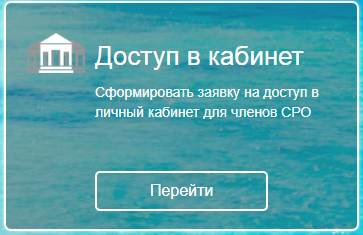 Доступ в кабинет
Сформировать заявку на доступ в
личный кабинет для членов СРО
Перейти